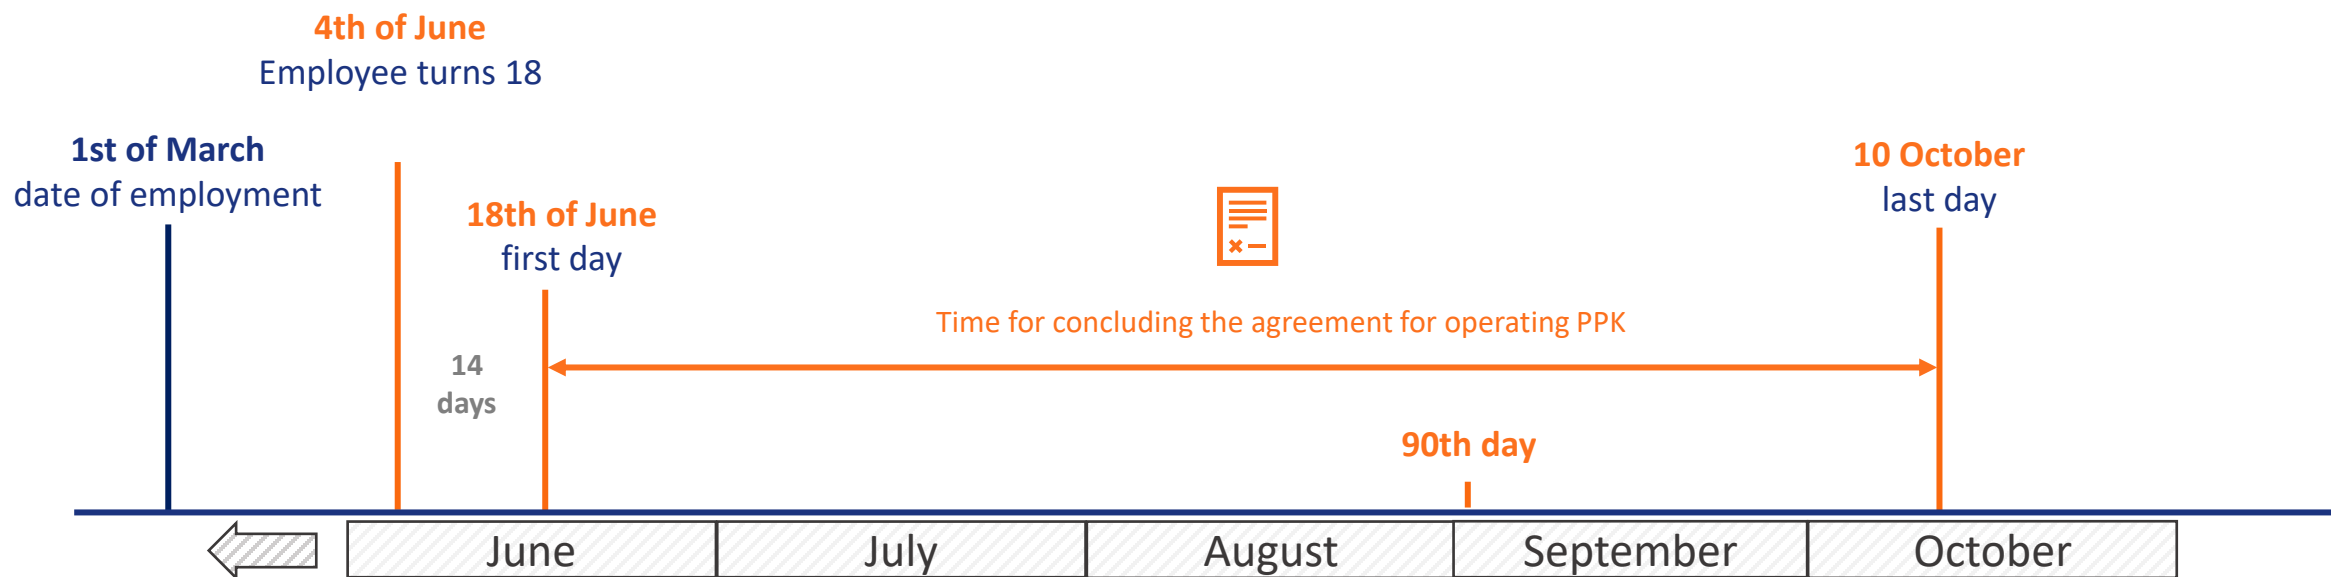 4th of June
Employee turns 18
1st of March
date of employment
18th of June
first day
10 October
last day
Time for concluding the agreement for operating PPK
14
days
90th day
June
July
August
September
October